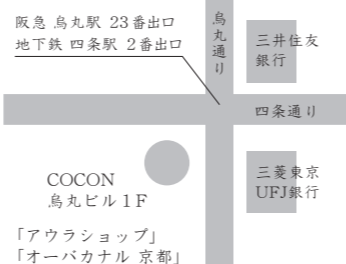 阪急 烏丸駅 23番出口
地下鉄 四条駅 2番出口
烏丸通り
三井住友
銀行
四条通り
三菱東京
UFJ銀行
COCON
烏丸ビル1F
「アウラショップ」
「オーバカナル 京都」